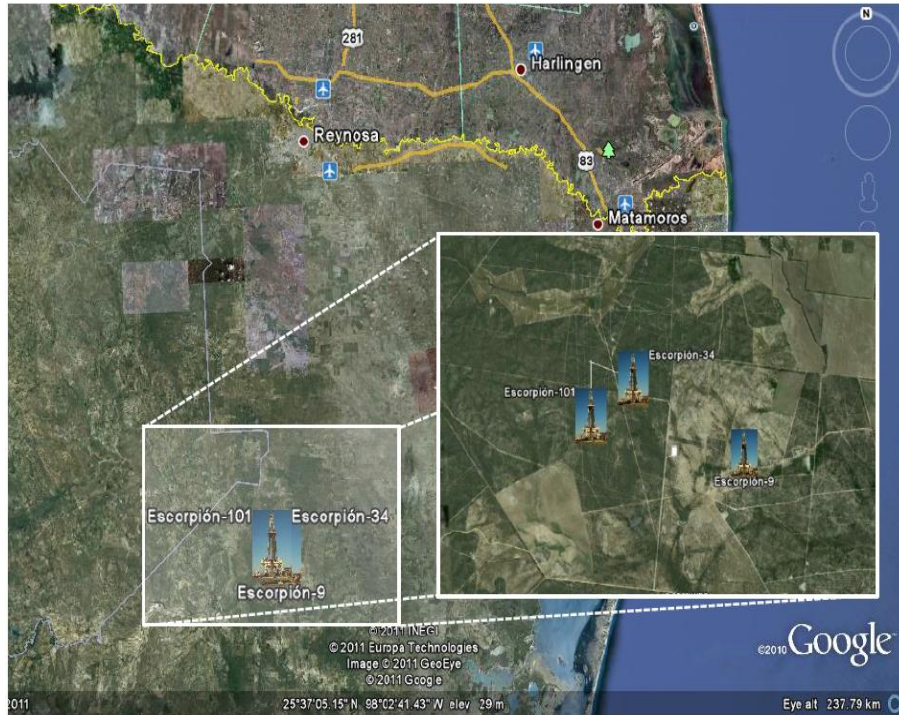 N
281
Harlingen
Reynosa
83
Matamoros
Escorpión-34
Escorpión-101
Escorpión-9
Escorpión-101 Escorpión-34
Escorpión-9
© 2011 INEGI
© 2011 Europa Technologies
Image © 2011 GeoEye
© 2011 Google
©2010 Google
2011 25°37'05.15" N 98°02'41.43" W elev 29 m Eye alt 237.79 km